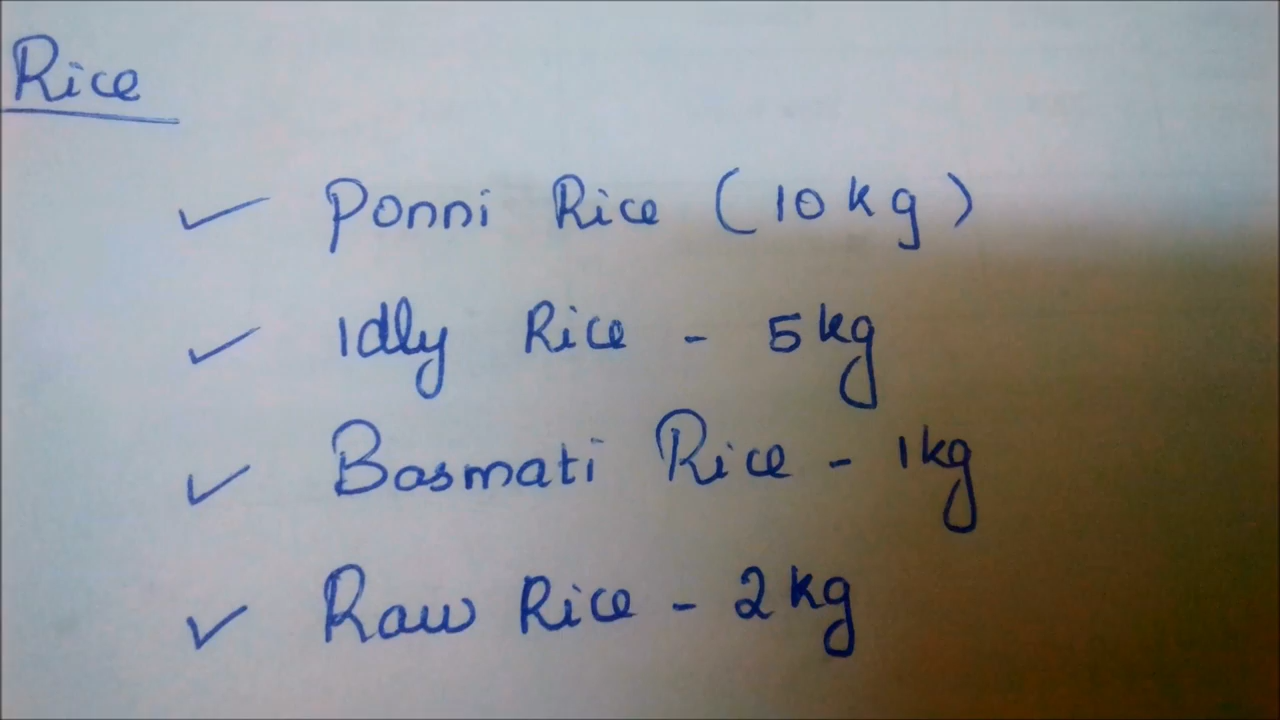 Rice
✓ Ponni Rice (10kg)
✓ Idly Rice - 5kg
✓ Basmati Rice - 1kg
✓ Raw Rice - 2kg